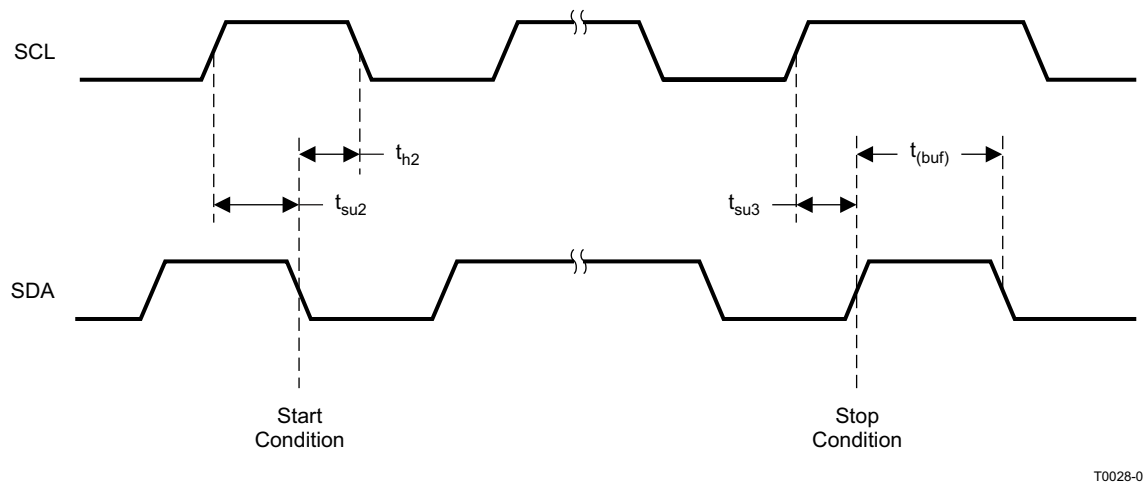 SCL
t_h2
t_su2
t_su3
t_(buf)
SDA
Start
Condition
Stop
Condition
T0028-0